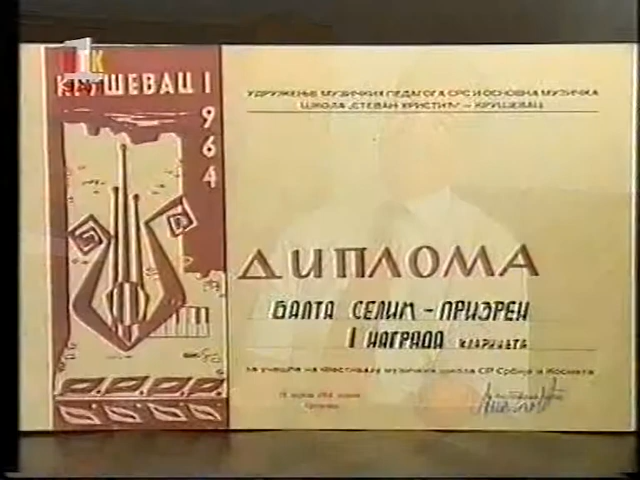 КРУШЕВАЦ 1964
УДРУЖЕЊЕ МУЗИЧКИХ ПЕДАГОГА СРС И ОСНОВНА МУЗИЧКА
ШКОЛА „СТЕВАН ХРИСТИЋ" – КРУШЕВАЦ
ДИПЛОМА
БАЛТА СЕЛИМ – ПРИЗРЕН
I НАГРАДА КЛАРИНЕТА
за учешће на Фестивалу музичких школа СР Србије и Космета